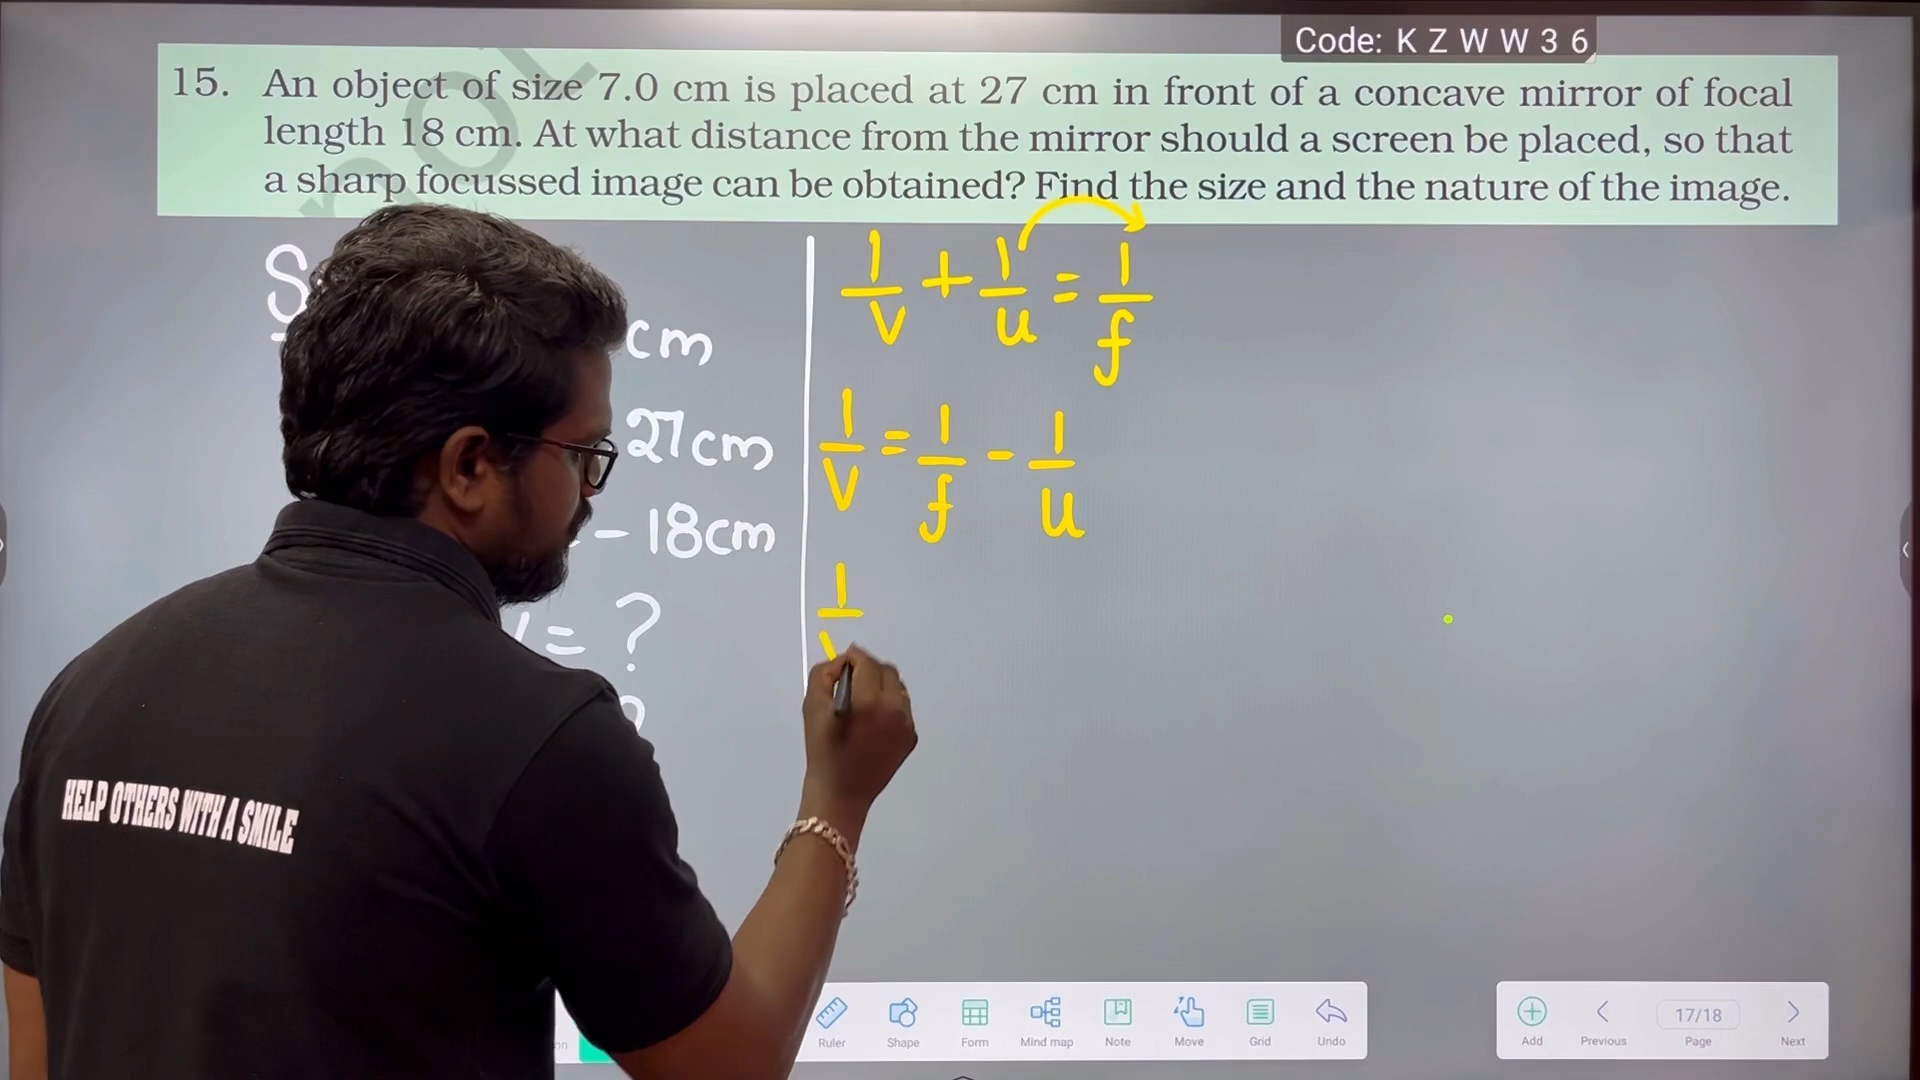 Code: K Z W W 3 6
15. An object of size 7.0 cm is placed at 27 cm in front of a concave mirror of focal
length 18 cm. At what distance from the mirror should a screen be placed, so that
a sharp focussed image can be obtained? Find the size and the nature of the image.
S
cm
27cm
- 18cm
= ?
1/v + 1/u = 1/f
1/v = 1/f - 1/u
1
HELP OTHERS WITH A SMILE
Ruler Shape Form Mind map Note Move Grid Undo
Add Previous 17/18 Page Next